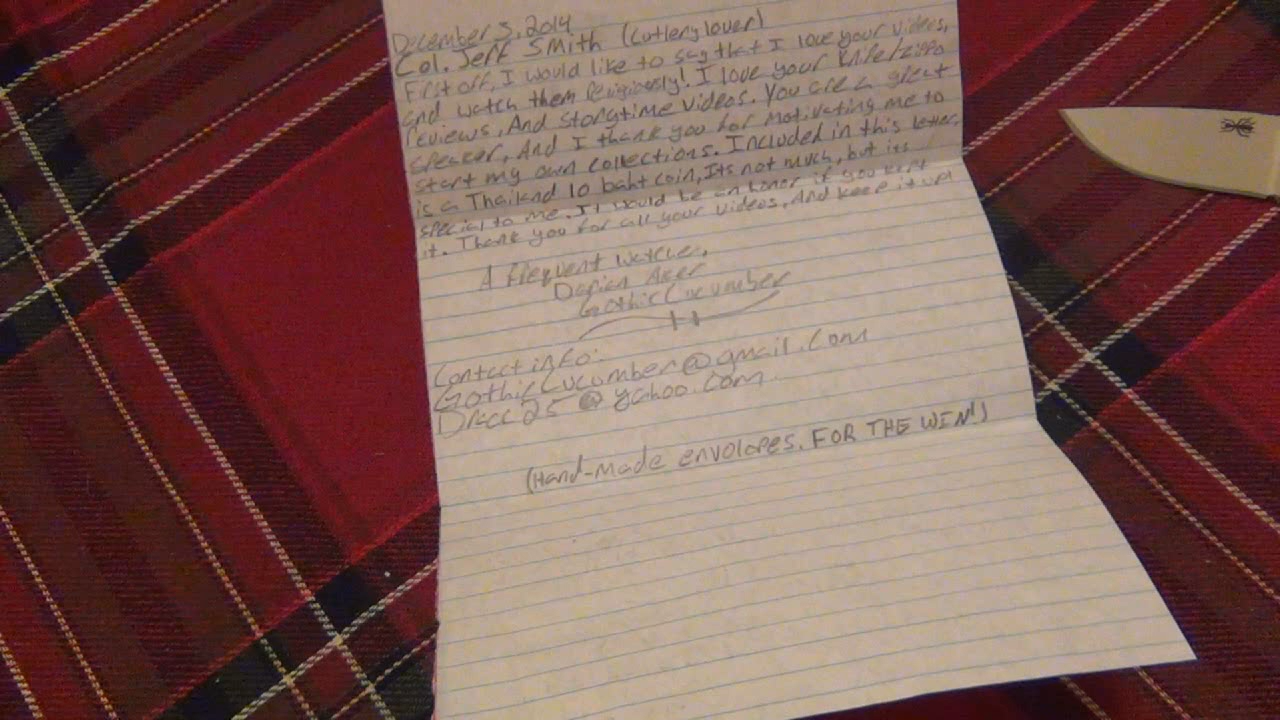 December 3, 2014
Col. Jeff Smith (Cutlerylover)
First off, I would like to say that I love your videos,
and watch them Religiously! I love your knife/zippo
reviews, And storytime videos. You are a great
speaker, And I thank you for motivating me to
start my own collections. Included in this letter,
is a Thailand 10 baht coin, Its not much, but its
special to me. It would be an honor if you kept
it. Thank you for all your videos, And keep it up!
A frequent watcher,
Gothic Cucumber
Contact info:
GothicCucumber@gmail.com
@yahoo.com
(Hand-made envolopes. FOR THE WIN!)